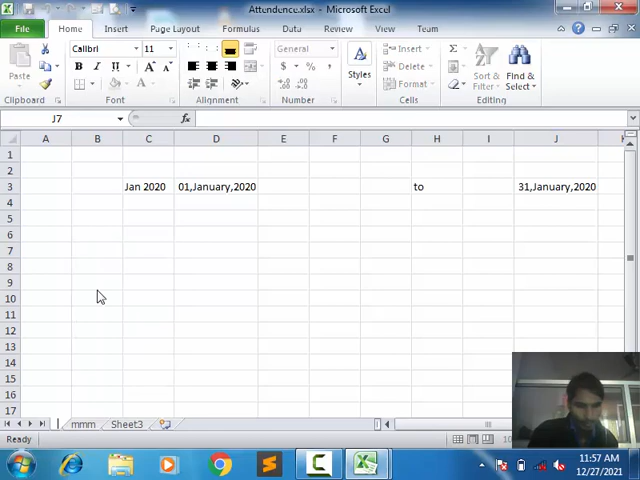 Attendence.xlsx - Microsoft Excel
File Home Insert Page Layout Formulas Data Review View Team
Paste Calibri 11 General Styles Insert Sort & Filter Find & Select
B I U $ % , Delete
Format
Clipboard Font Alignment Number Cells Editing
J7 fx
A B C D E F G H I J K
1
2
3 Jan 2020 01,January,2020 to 31,January,2020
4
5
6
7
8
9
10
11
12
13
14
15
16
17
mmm Sheet3
Ready 10
11:57 AM
12/27/2021